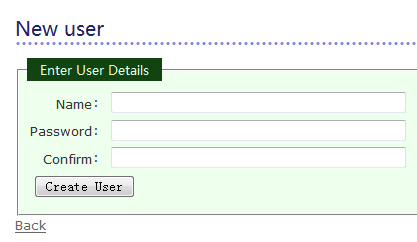 New user
Enter User Details
Name:
Password:
Confirm:
Create User
Back